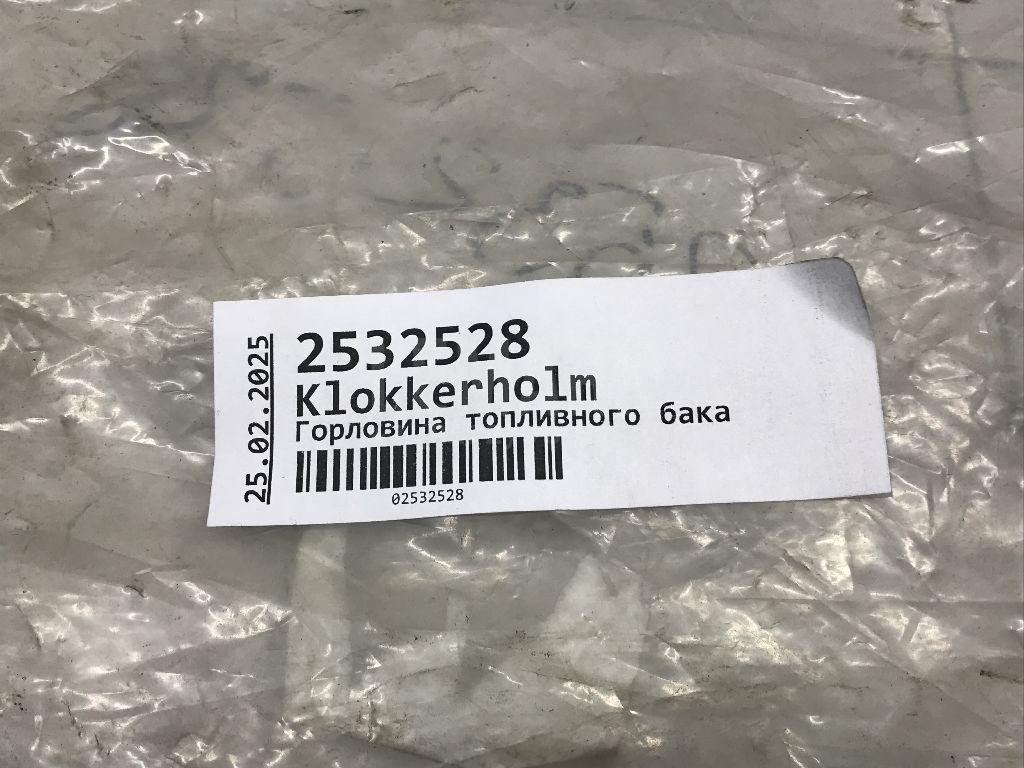 25.02.2025
2532528
Klokkerholm
Горловина топливного бака
02532528